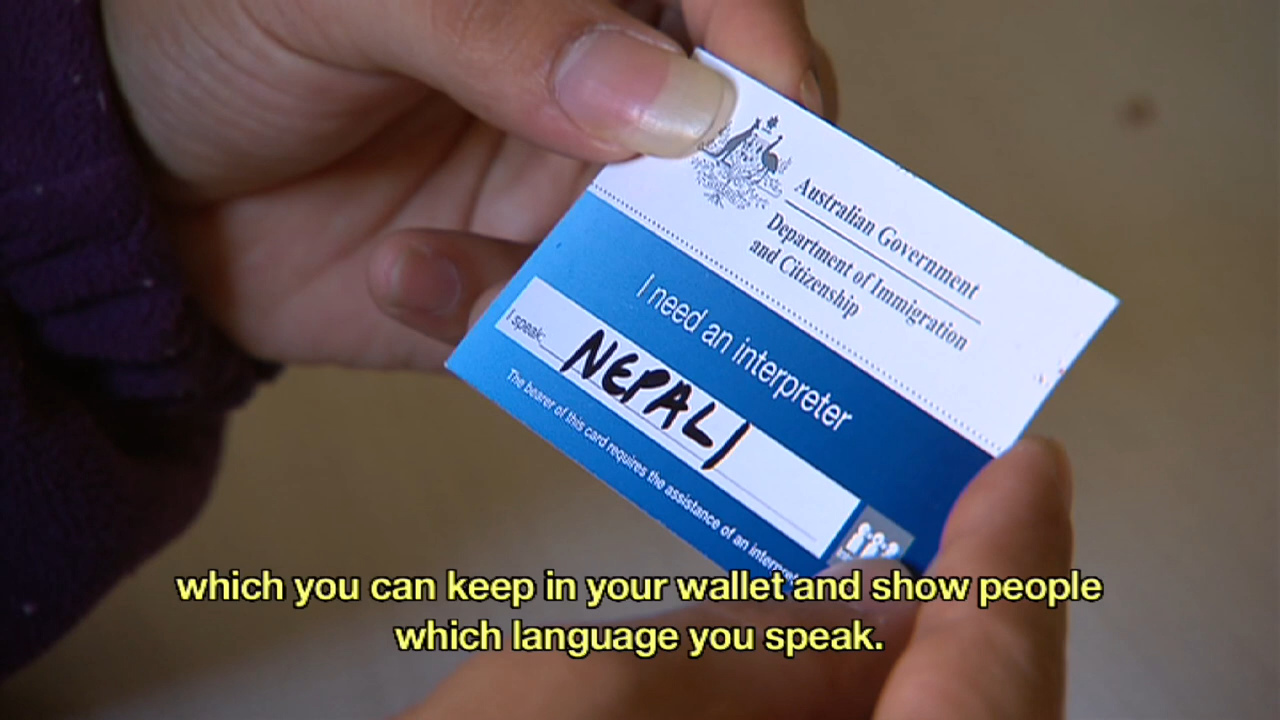 Australian Government
Department of Immigration
and Citizenship
I need an interpreter
I speak:
NEPALI
The bearer of this card requires the assistance of an
which you can keep in your wallet and show people
which language you speak.